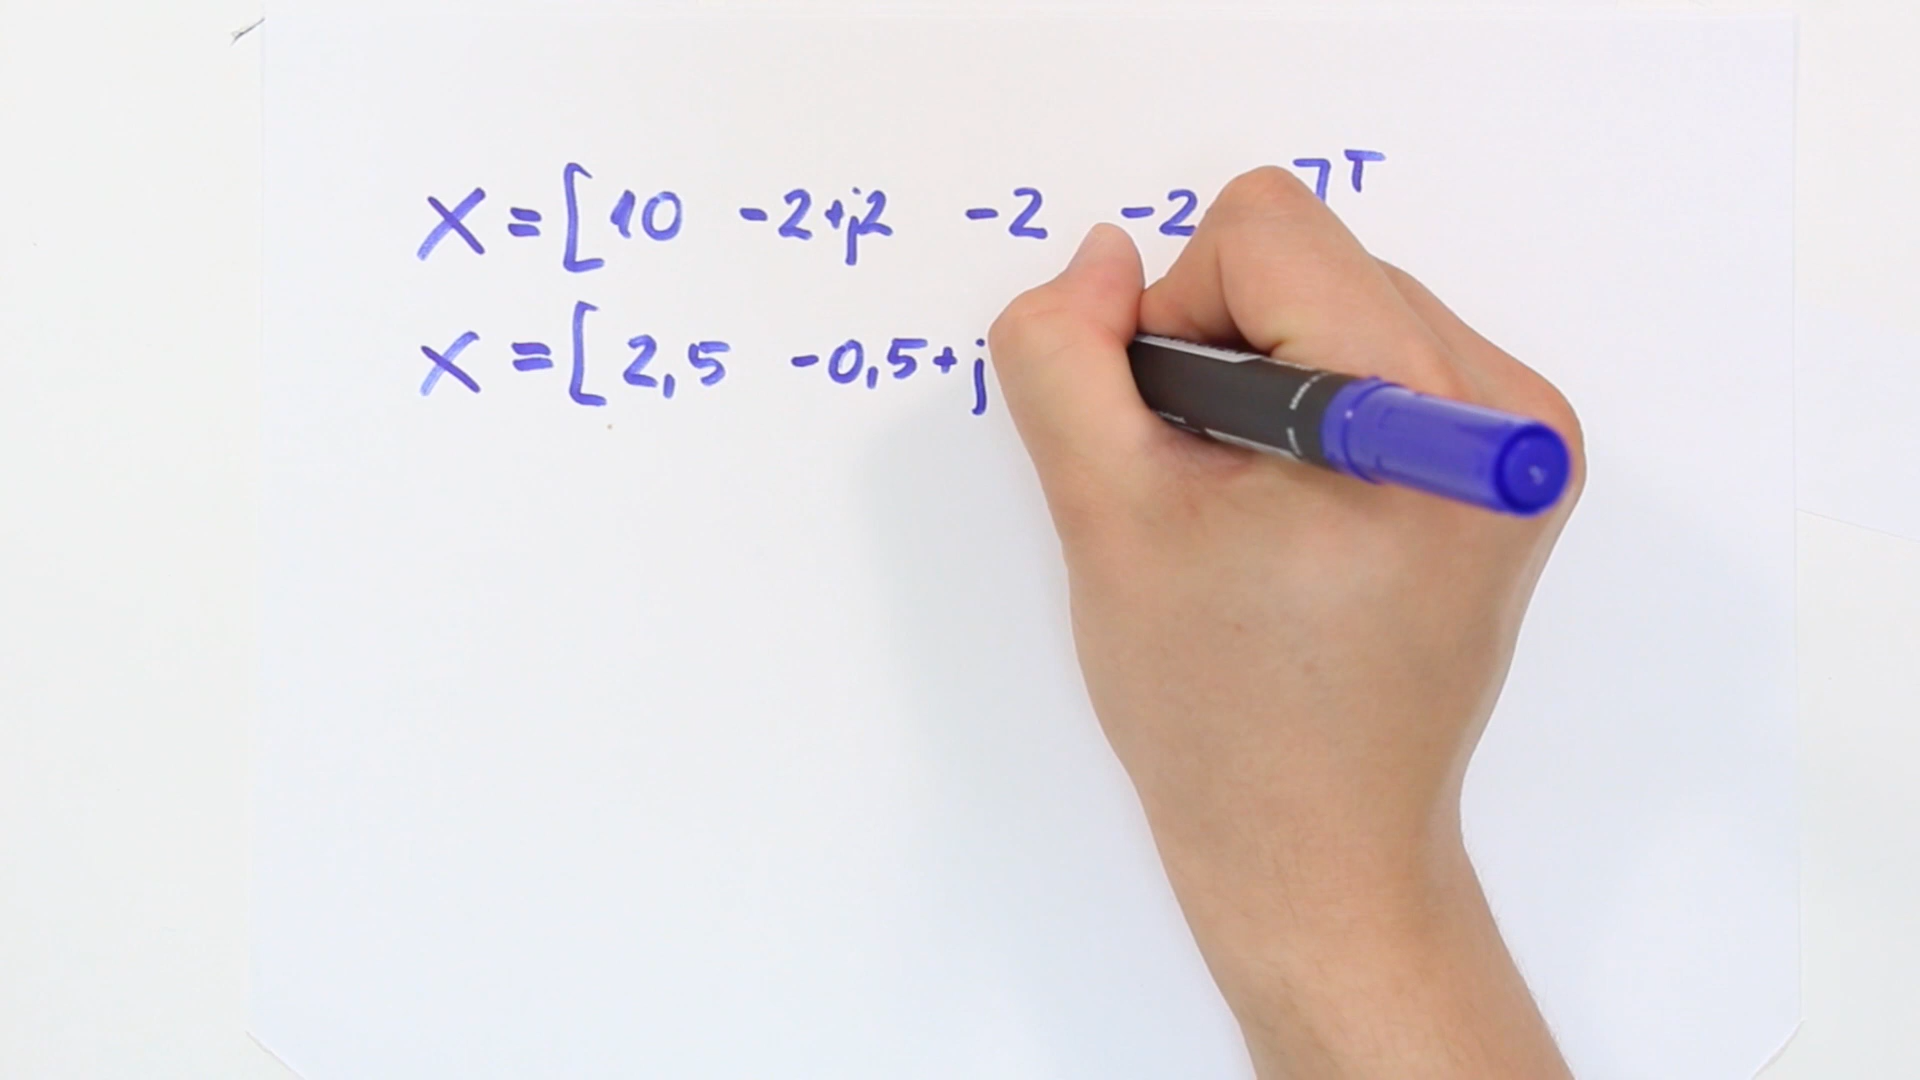 X = [ 10 -2+j2 -2 -2 ]ᵀ
X = [ 2,5 -0,5+j